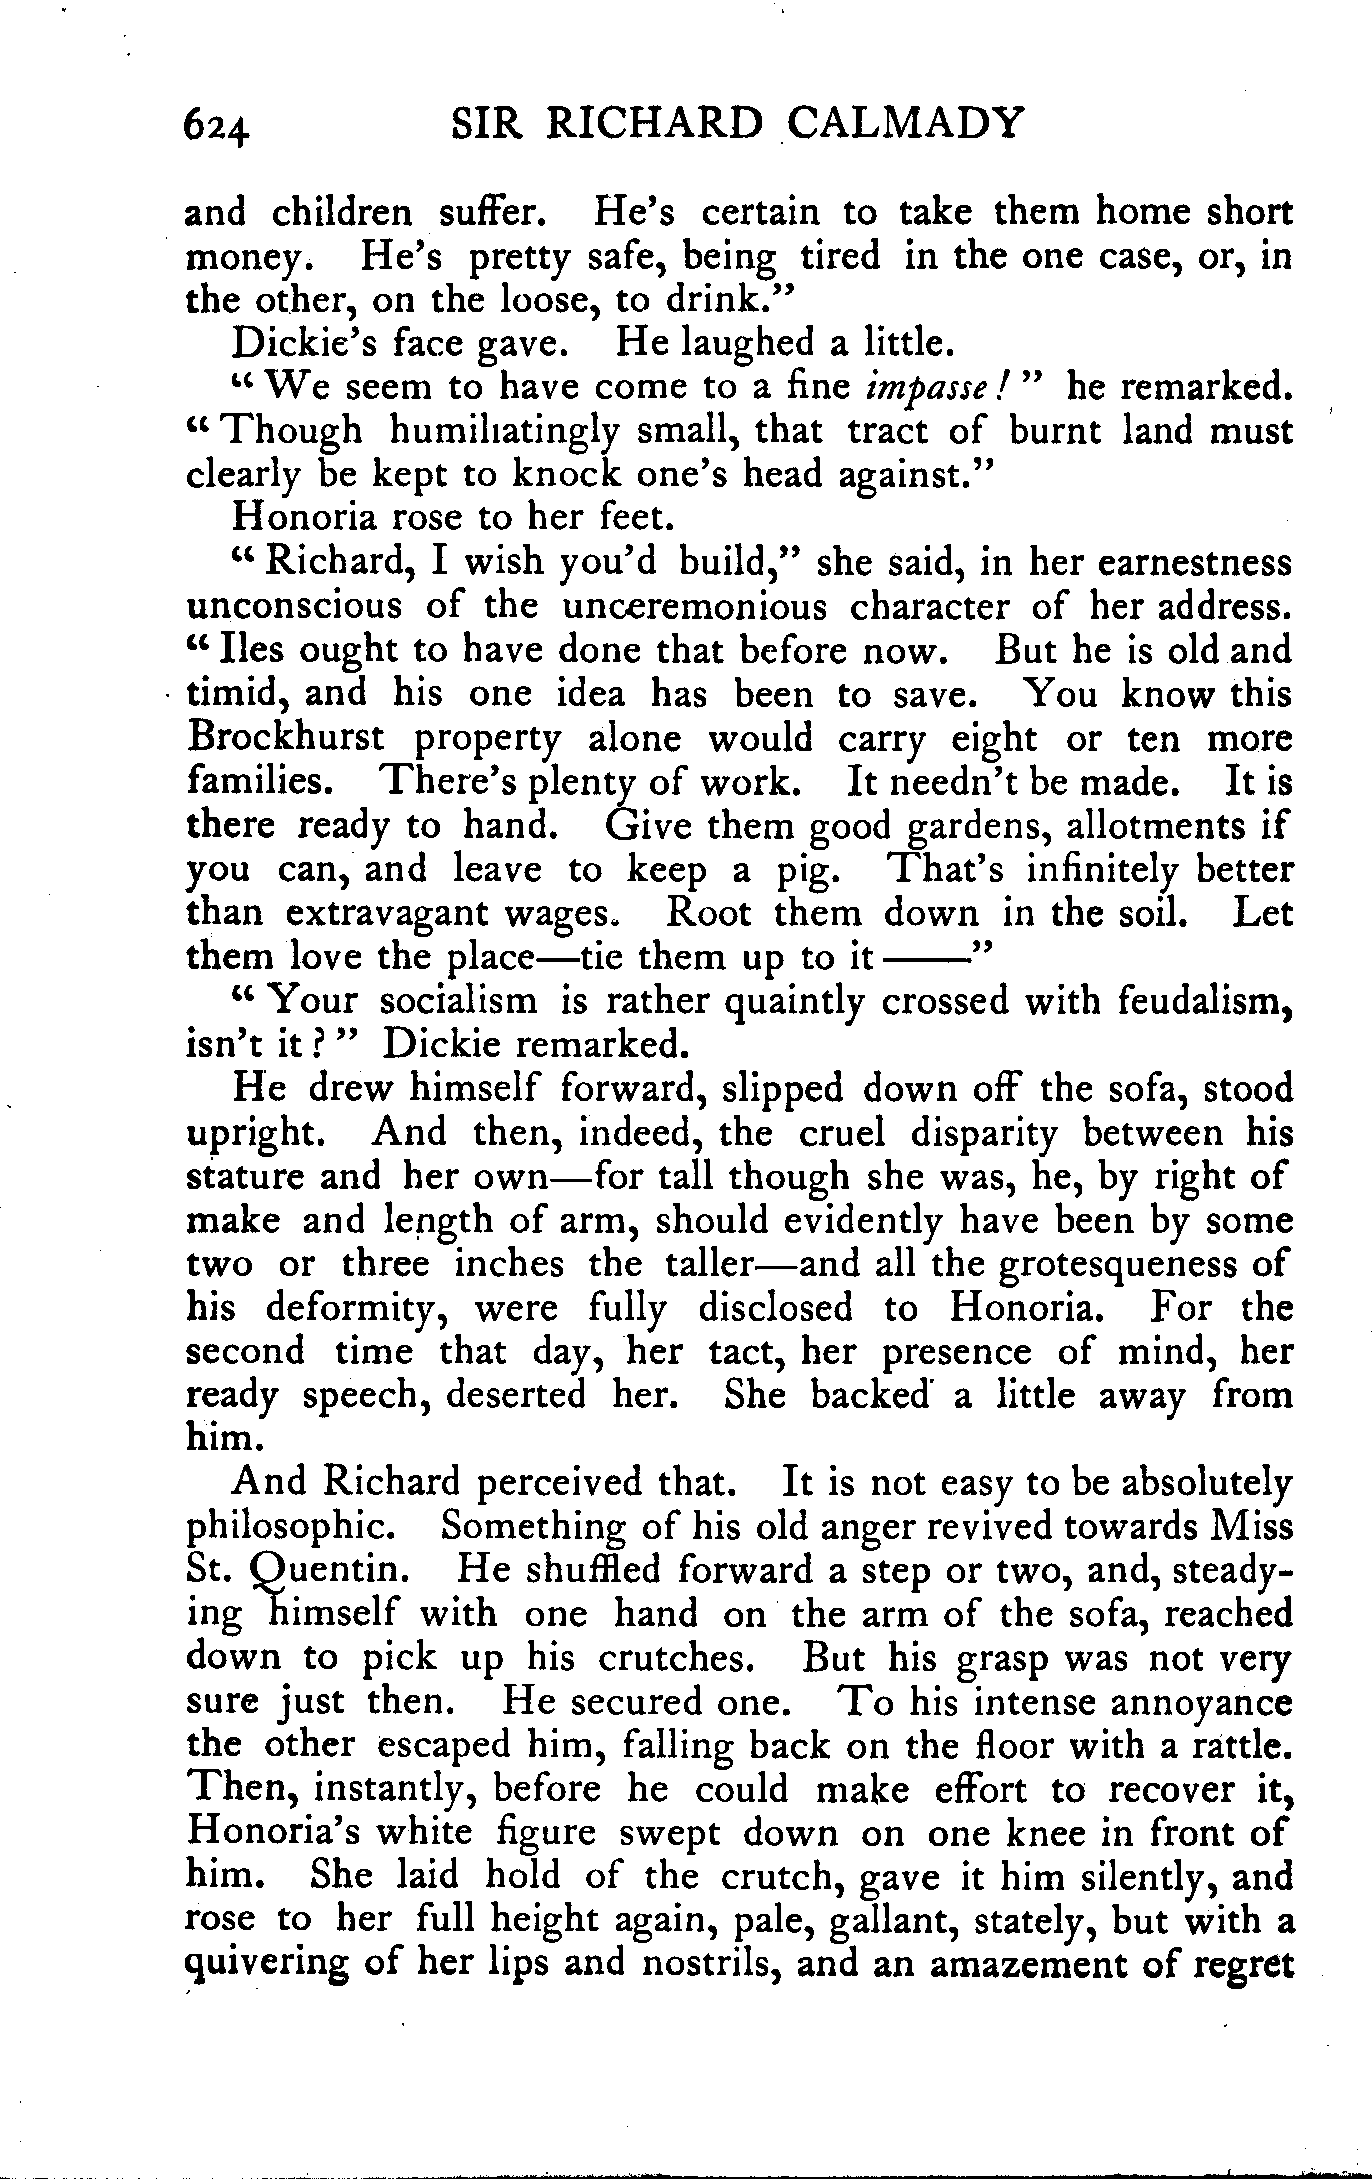 624 SIR RICHARD CALMADY
and children suffer. He's certain to take them home short
money. He's pretty safe, being tired in the one case, or, in
the other, on the loose, to drink."
Dickie's face gave. He laughed a little.
"We seem to have come to a fine impasse!" he remarked.
"Though humiliatingly small, that tract of burnt land must
clearly be kept to knock one's head against."
Honoria rose to her feet.
"Richard, I wish you'd build," she said, in her earnestness
unconscious of the unceremonious character of her address.
"Iles ought to have done that before now. But he is old and
timid, and his one idea has been to save. You know this
Brockhurst property alone would carry eight or ten more
families. There's plenty of work. It needn't be made. It is
there ready to hand. Give them good gardens, allotments if
you can, and leave to keep a pig. That's infinitely better
than extravagant wages. Root them down in the soil. Let
them love the place—tie them up to it ——"
"Your socialism is rather quaintly crossed with feudalism,
isn't it?" Dickie remarked.
He drew himself forward, slipped down off the sofa, stood
upright. And then, indeed, the cruel disparity between his
stature and her own—for tall though she was, he, by right of
make and length of arm, should evidently have been by some
two or three inches the taller—and all the grotesqueness of
his deformity, were fully disclosed to Honoria. For the
second time that day, her tact, her presence of mind, her
ready speech, deserted her. She backed a little away from
him.
And Richard perceived that. It is not easy to be absolutely
philosophic. Something of his old anger revived towards Miss
St. Quentin. He shuffled forward a step or two, and, steady-
ing himself with one hand on the arm of the sofa, reached
down to pick up his crutches. But his grasp was not very
sure just then. He secured one. To his intense annoyance
the other escaped him, falling back on the floor with a rattle.
Then, instantly, before he could make effort to recover it,
Honoria's white figure swept down on one knee in front of
him. She laid hold of the crutch, gave it him silently, and
rose to her full height again, pale, gallant, stately, but with a
quivering of her lips and nostrils, and an amazement of regret